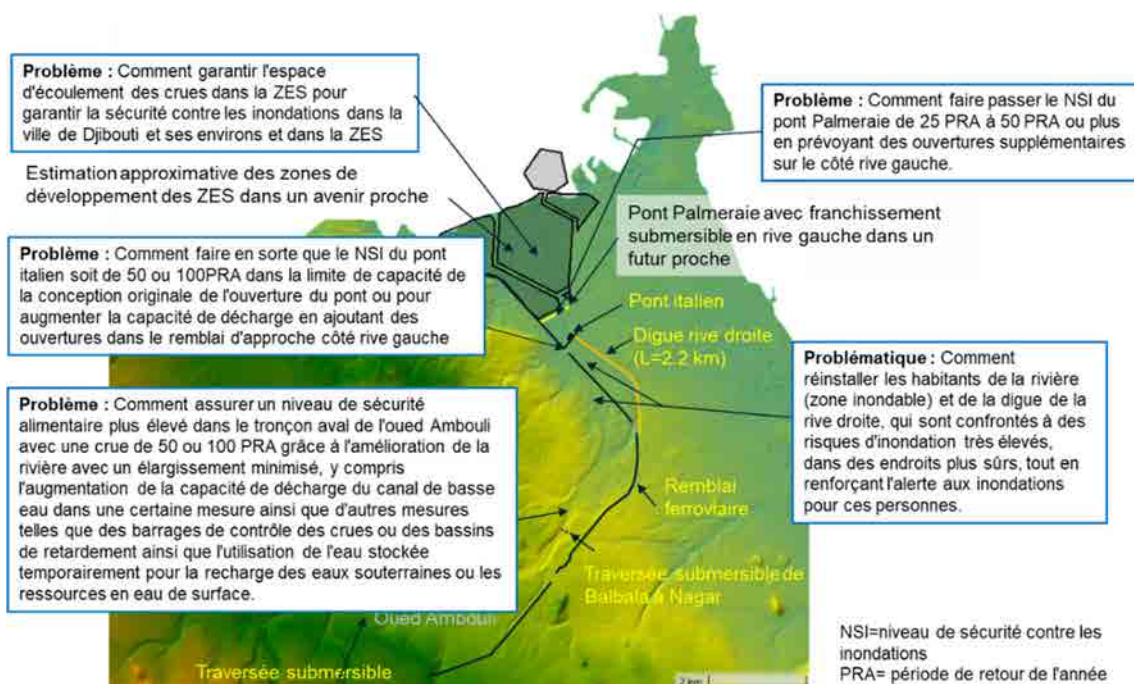 Problème : Comment garantir l'espace
d'écoulement des crues dans la ZES pour
garantir la sécurité contre les inondations dans la
ville de Djibouti et ses environs et dans la ZES
Estimation approximative des zones de
développement des ZES dans un avenir proche
Problème : Comment faire en sorte que le NSI du pont
italien soit de 50 ou 100PRA dans la limite de capacité de
la conception originale de l'ouverture du pont ou pour
augmenter la capacité de décharge en ajoutant des
ouvertures dans le remblai d'approche côté rive gauche
Problème : Comment assurer un niveau de sécurité
alimentaire plus élevé dans le tronçon aval de l'oued Ambouli
avec une crue de 50 ou 100 PRA grâce à l'amélioration de la
rivière avec un élargissement minimisé, y compris
l'augmentation de la capacité de décharge du canal de basse
eau dans une certaine mesure ainsi que d'autres mesures
telles que des barrages de contrôle des crues ou des bassins
de retardement ainsi que l'utilisation de l'eau stockée
temporairement pour la recharge des eaux souterraines ou les
ressources en eau de surface.
Oued Ambouli
Traversée submersible
Problème : Comment faire passer le NSI du
pont Palmeraie de 25 PRA à 50 PRA ou plus
en prévoyant des ouvertures supplémentaires
sur le côté rive gauche.
Pont Palmeraie avec franchissement
submersible en rive gauche dans un
futur proche
Pont italien
Digue rive droite
(L=2.2 km)
Problématique : Comment
réinstaller les habitants de la rivière
(zone inondable) et de la digue de la
rive droite, qui sont confrontés à des
risques d'inondation très élevés,
dans des endroits plus sûrs, tout en
renforçant l'alerte aux inondations
pour ces personnes.
Remblai
ferroviaire
Traversée submersible de
Balbala à Nagar
2 km
NSI=niveau de sécurité contre les
inondations
PRA= période de retour de l'année